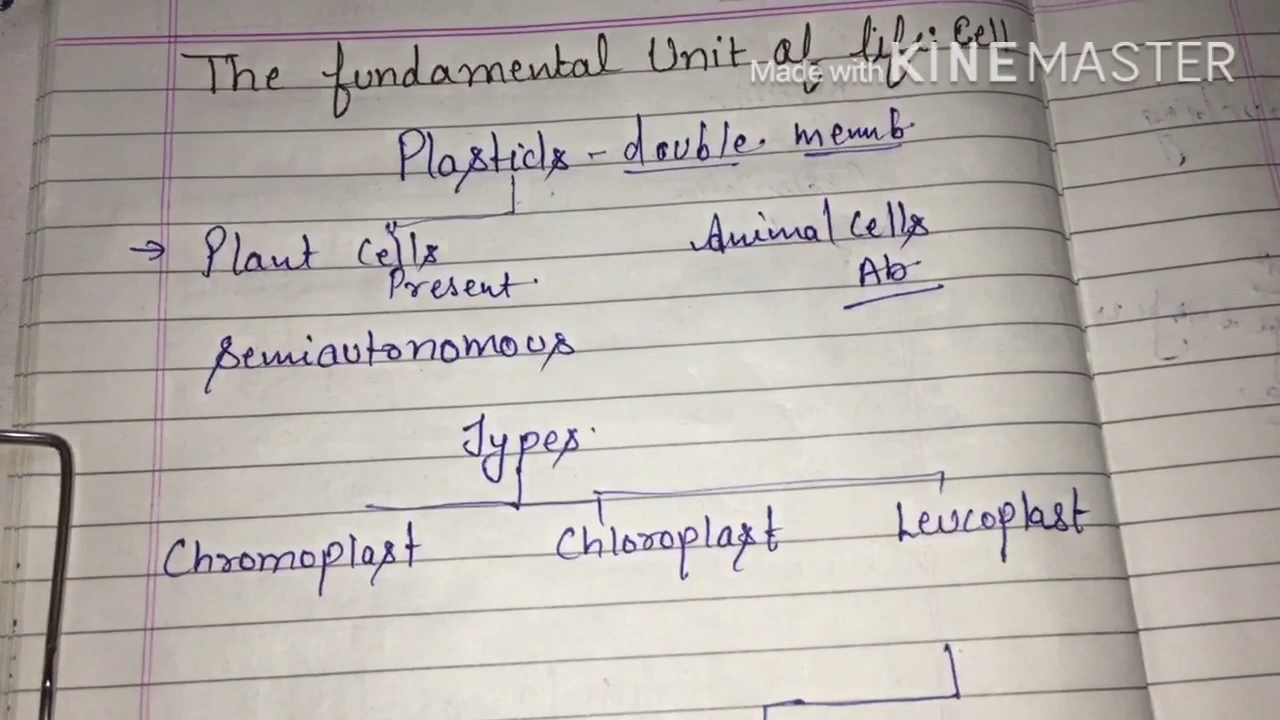 The fundamental Unit of life: Cell
Made with KINEMASTER
Plastids - double memb
→ Plant Cells Animal Cells
Present. Ab
Semiautonomous
Types.
Chromoplast Chloroplast Leucoplast